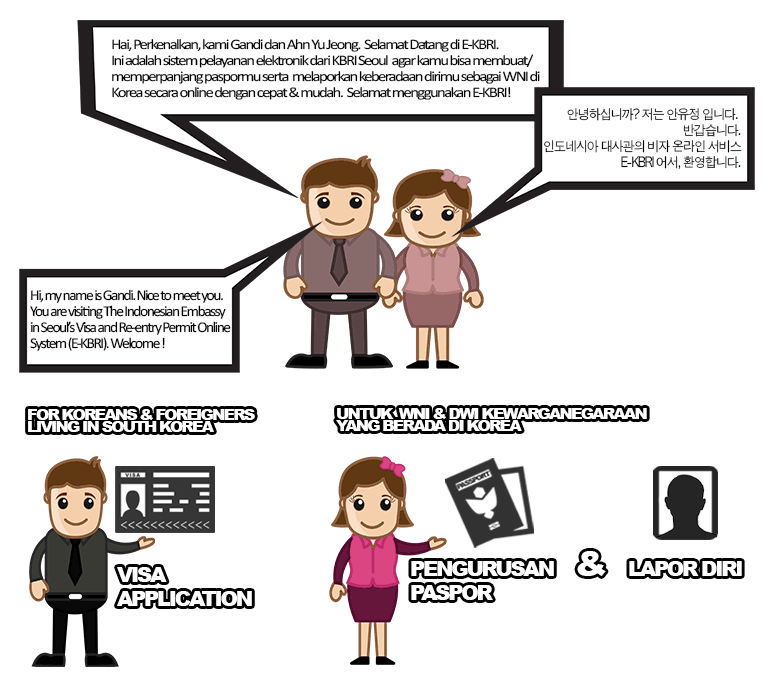 Hai, Perkenalkan, kami Gandi dan Ahn Yu Jeong. Selamat Datang di E-KBRI.
Ini adalah sistem pelayanan elektronik dari KBRI Seoul agar kamu bisa membuat/
memperpanjang paspormu serta melaporkan keberadaan dirimu sebagai WNI di
Korea secara online dengan cepat & mudah. Selamat menggunakan E-KBRI!
안녕하십니까? 저는 안유정 입니다.
반갑습니다.
인도네시아 대사관의 비자 온라인 서비스
E-KBRI 어서, 환영합니다.
Hi, my name is Gandi. Nice to meet you.
You are visiting The Indonesian Embassy
in Seoul's Visa and Re-entry Permit Online
System (E-KBRI). Welcome !
FOR KOREANS & FOREIGNERS
LIVING IN SOUTH KOREA
UNTUK WNI & DWI KEWARGANEGARAAN
YANG BERADA DI KOREA
VISA
<<<<<<<<<<<<
VISA
APPLICATION
PASSPORT
PENGURUSAN
PASPOR
&
LAPOR DIRI